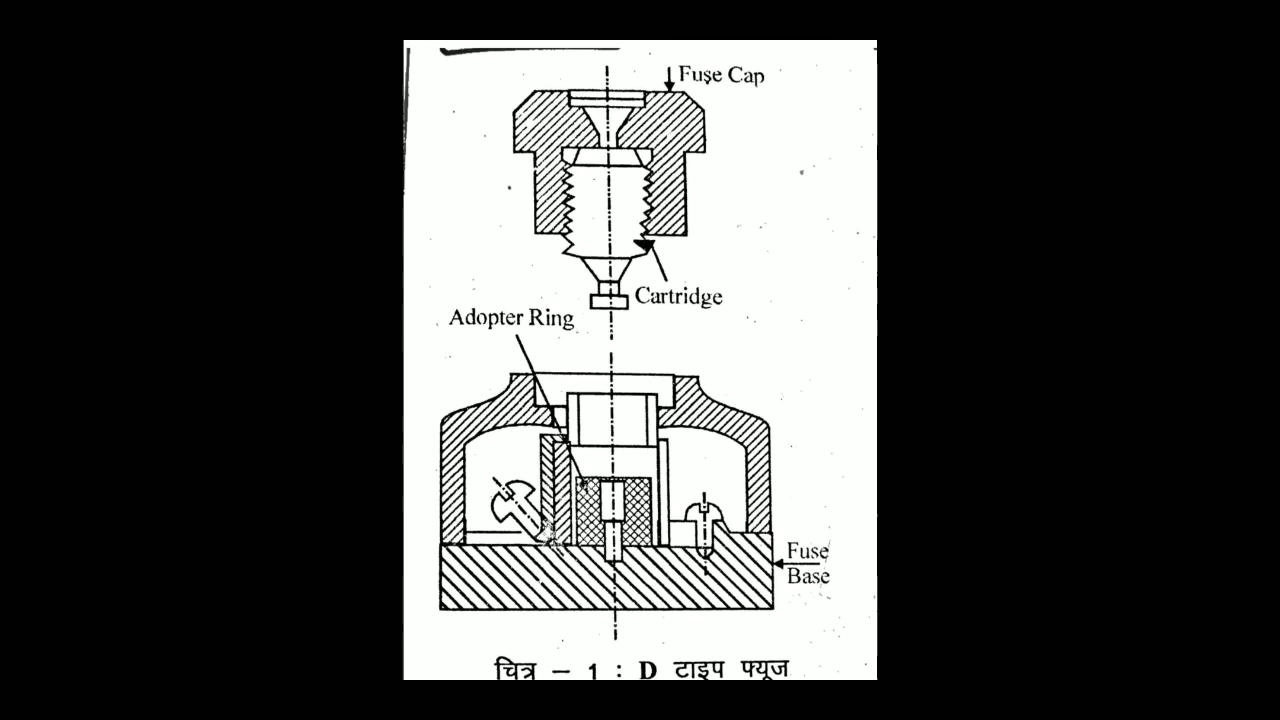 Fuse Cap
Cartridge
Adopter Ring
Fuse
Base
चित्र – 1 : D टाइप फ्यूज